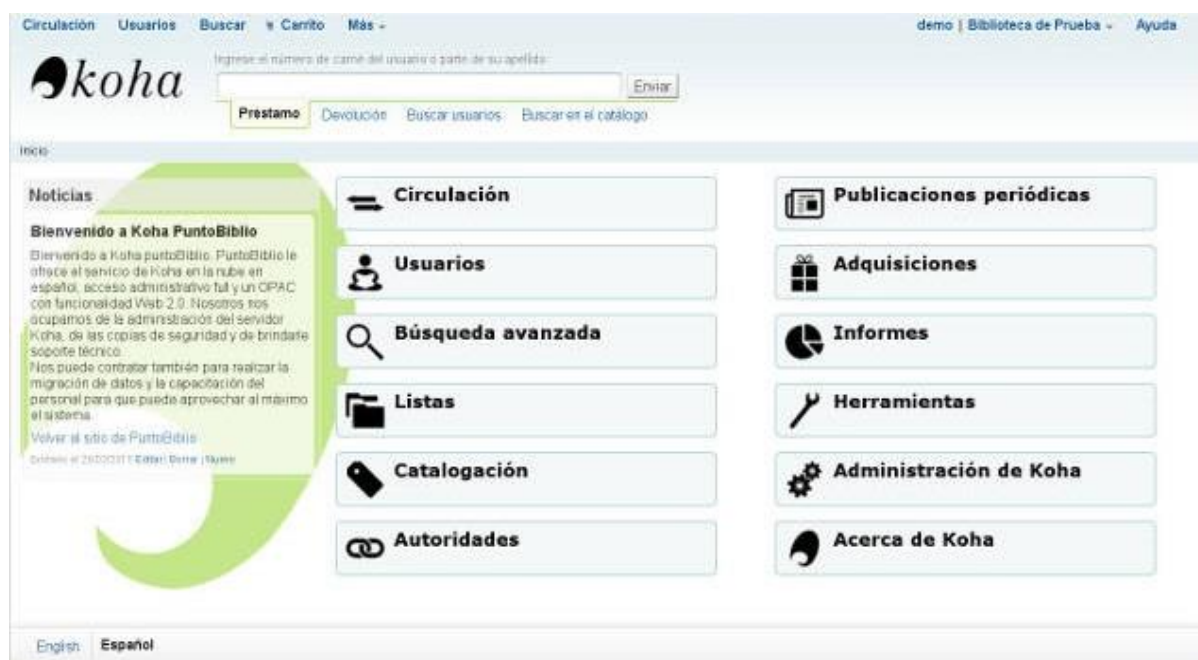 Circulación Usuarios Buscar Carrito Más
demo | Biblioteca de Prueba Ayuda
koha
Ingrese el número de carné del usuario o parte de su apellido:
Enviar
Préstamo Devolución Buscar usuarios Buscar en el catálogo
Inicio
Noticias
Bienvenido a Koha PuntoBiblio
Bienvenido a Koha puntoBiblio. PuntoBiblio le
ofrece el servicio de Koha en la nube en
español, acceso administrativo full y un OPAC
con funcionalidad Web 2.0. Nosotros nos
ocupamos de la administración del servidor
Koha, de las copias de seguridad y de brindarle
soporte técnico.
Nos puede contratar también para realizar la
migración de datos y la capacitación del
personal para que pueda aprovechar al máximo
el sistema.
Volver al sitio de PuntoBiblio
Editar | Borrar | Nuevo
Circulación
Usuarios
Búsqueda avanzada
Listas
Catalogación
Autoridades
Publicaciones periódicas
Adquisiciones
Informes
Herramientas
Administración de Koha
Acerca de Koha
English Español